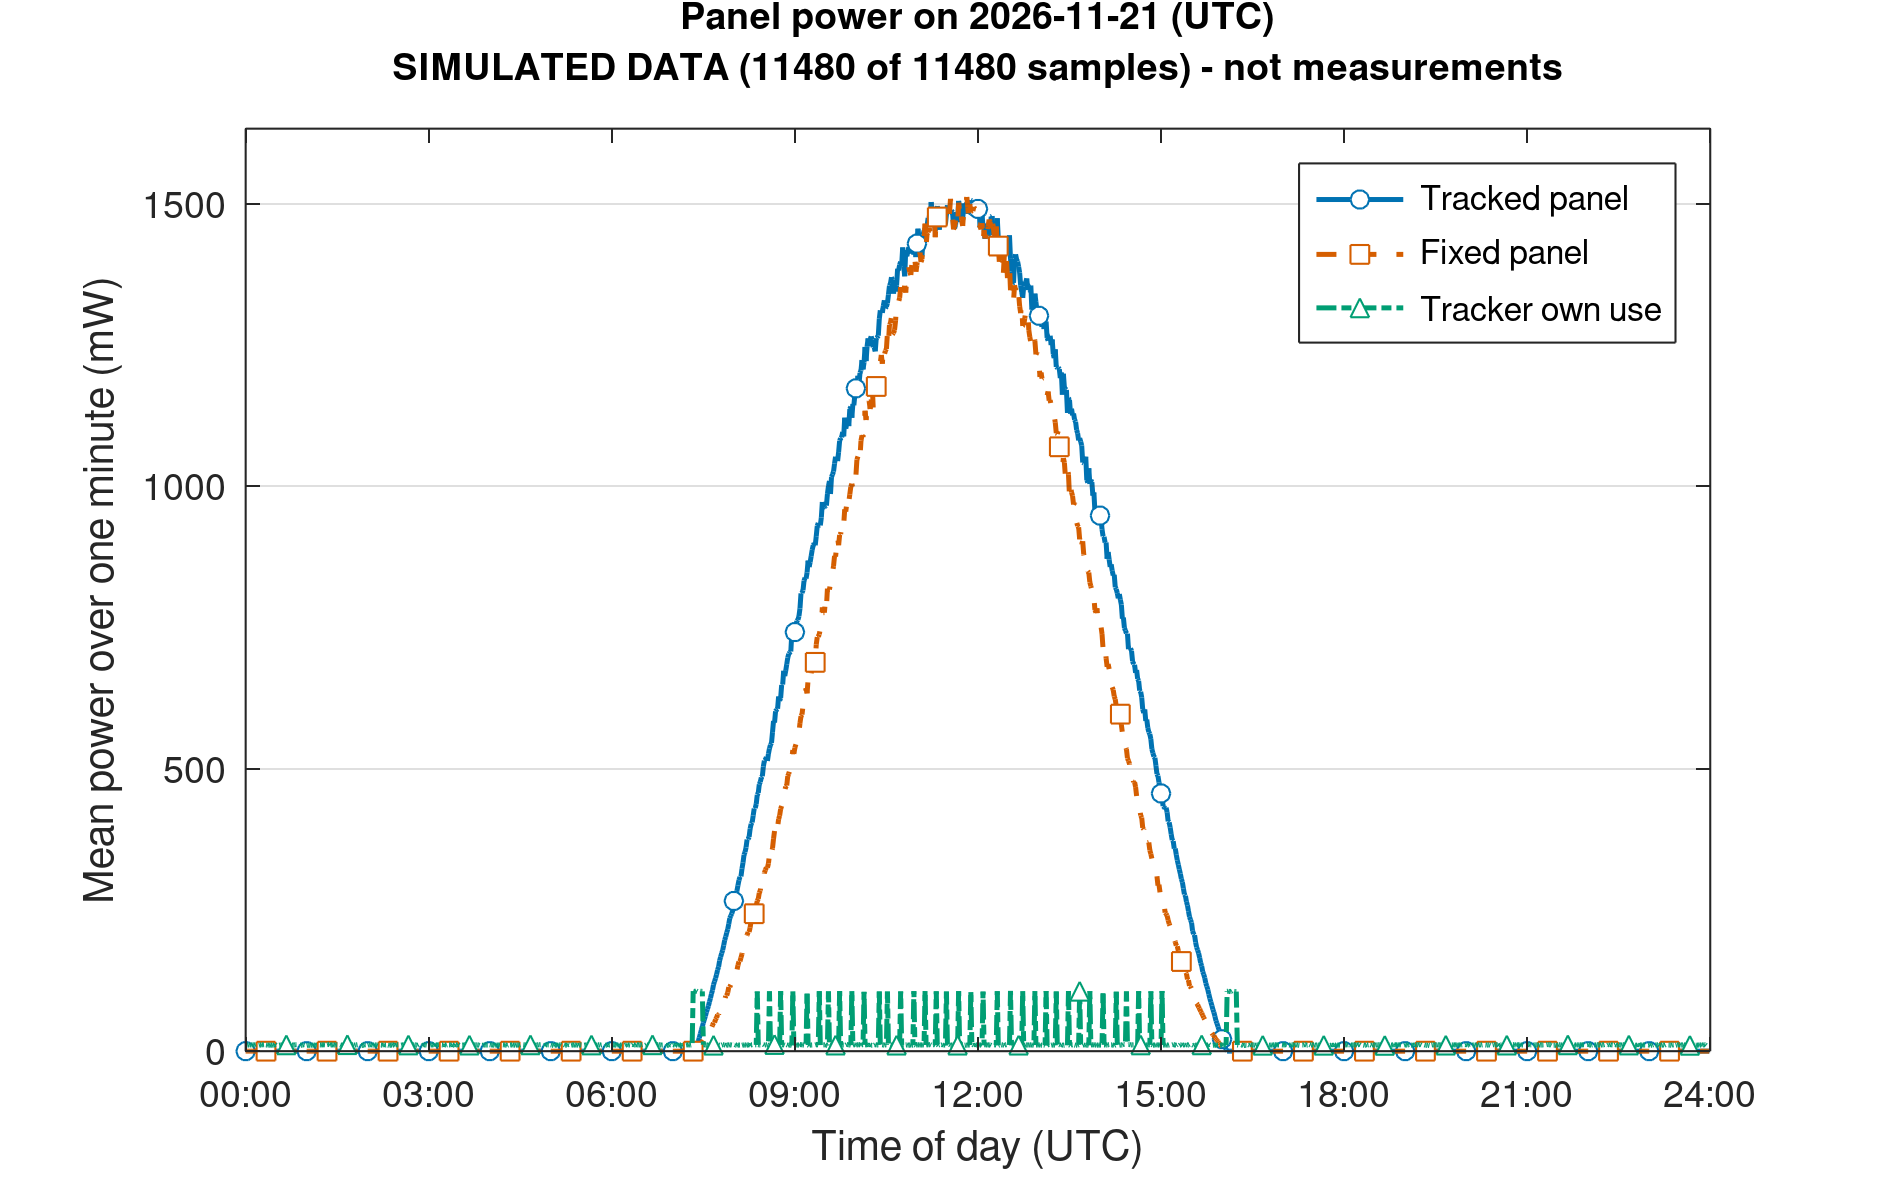 Panel power on 2026-11-21 (UTC)
SIMULATED DATA (11480 of 11480 samples) - not measurements
Tracked panel
Fixed panel
Tracker own use
Mean power over one minute (mW)
1500
1000
500
0
00:00 03:00 06:00 09:00 12:00 15:00 18:00 21:00 24:00
Time of day (UTC)